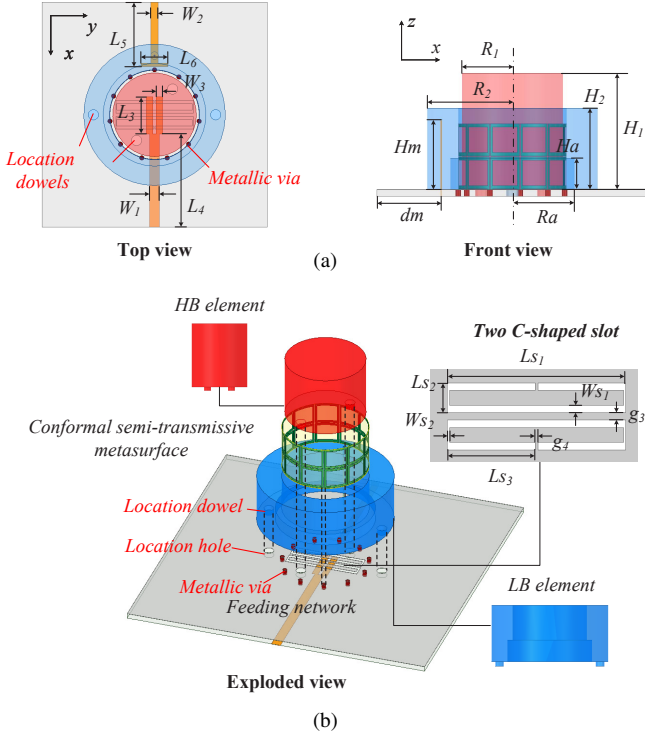 W2
y
x
L5
L6
W3
L3
Location
dowels
Metallic via
W1
L4
Top view
z
x
R1
R2
H2
H1
Hm
Ha
dm
Ra
Front view
(a)
HB element
Two C-shaped slot
Ls1
Ls2
Ws1
Ws2
g3
g4
Ls3
Conformal semi-transmissive
metasurface
Location dowel
Location hole
Metallic via
Feeding network
LB element
Exploded view
(b)